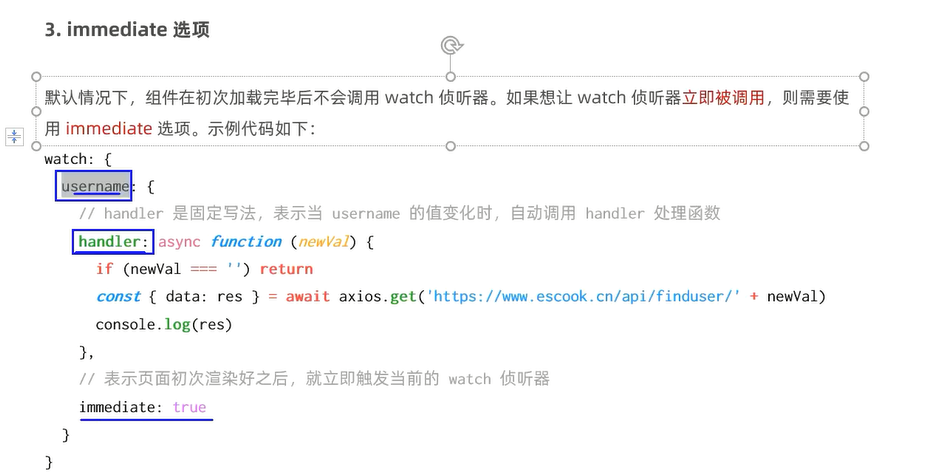 3. immediate 选项
默认情况下，组件在初次加载完毕后不会调用 watch 侦听器。如果想让 watch 侦听器立即被调用，则需要使
用 immediate 选项。示例代码如下：
watch: {
username: {
// handler 是固定写法，表示当 username 的值变化时，自动调用 handler 处理函数
handler: async function (newVal) {
if (newVal === '') return
const { data: res } = await axios.get('https://www.escook.cn/api/finduser/' + newVal)
console.log(res)
},
// 表示页面初次渲染好之后，就立即触发当前的 watch 侦听器
immediate: true
}
}